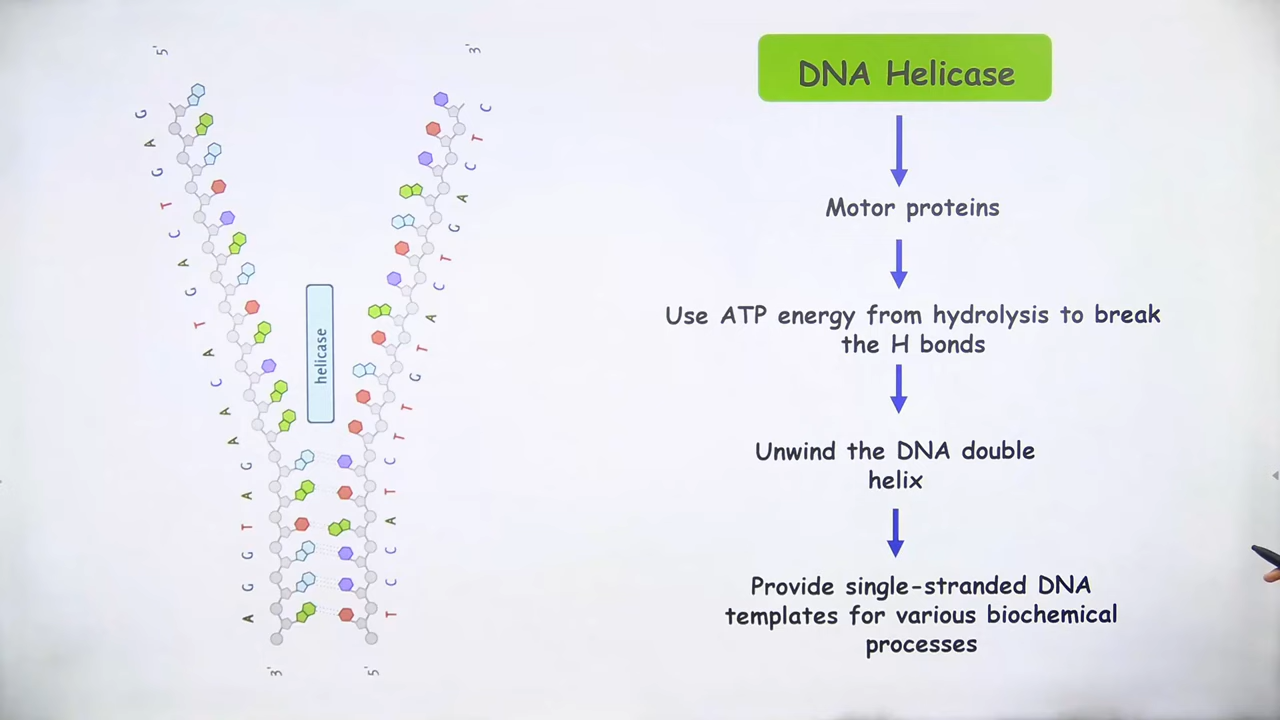 3' A G G T A G A A C A T G A C T G A G 5'
helicase
5' T C C A T C T T G T A C T G A C T C 3'
DNA Helicase
Motor proteins
Use ATP energy from hydrolysis to break
the H bonds
Unwind the DNA double
helix
Provide single-stranded DNA
templates for various biochemical
processes